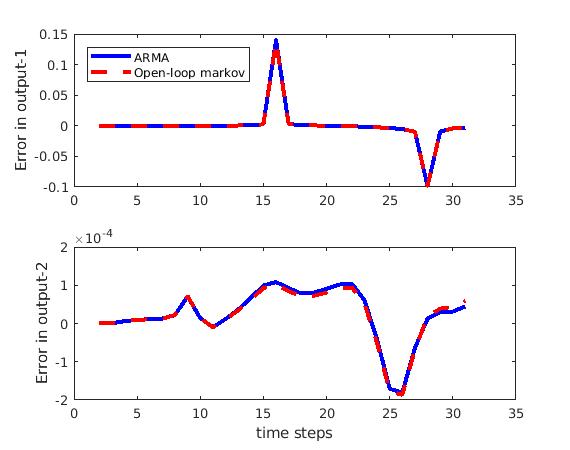 0.15
0.1
0.05
0
-0.05
-0.1
Error in output-1
ARMA
Open-loop markov
0 5 10 15 20 25 30 35
×10-4
2
1
0
-1
-2
Error in output-2
0 5 10 15 20 25 30 35
time steps